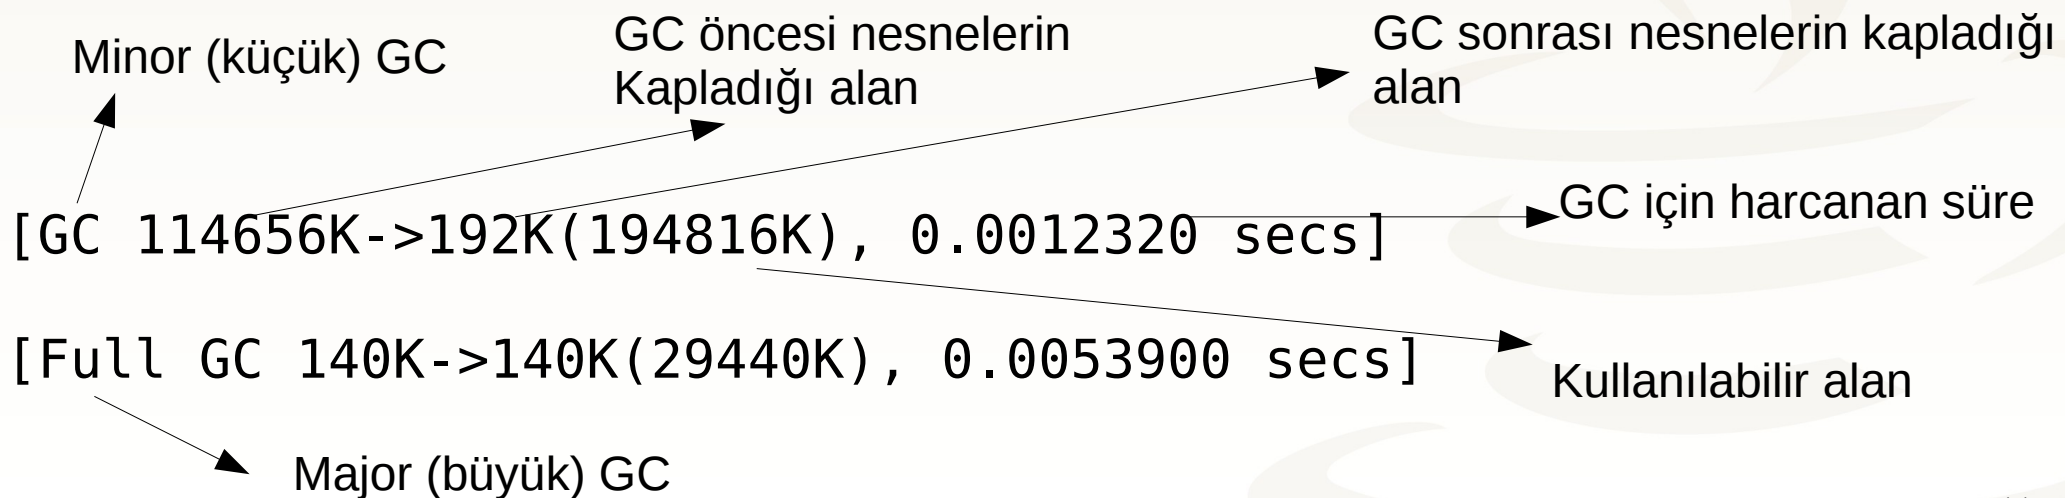 Minor (küçük) GC
GC öncesi nesnelerin
Kapladığı alan
GC sonrası nesnelerin kapladığı
alan
[GC 114656K->192K(194816K), 0.0012320 secs]
GC için harcanan süre
[Full GC 140K->140K(29440K), 0.0053900 secs]
Kullanılabilir alan
Major (büyük) GC